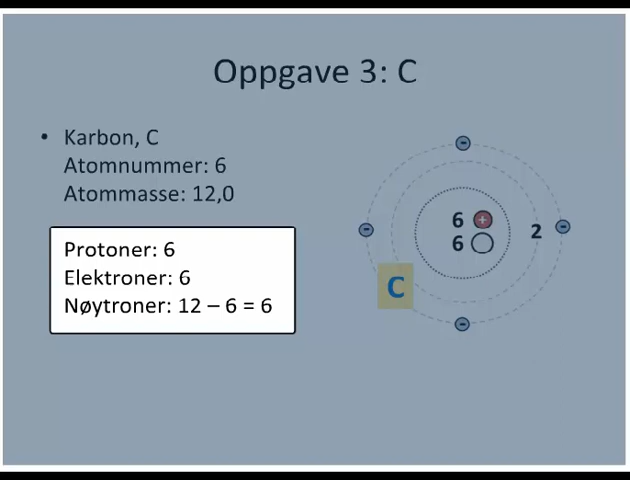 Oppgave 3: C
• Karbon, C
Atomnummer: 6
Atommasse: 12,0
Protoner: 6
Elektroner: 6
Nøytroner: 12 – 6 = 6
6 +
6
2
C
-
-
-
-